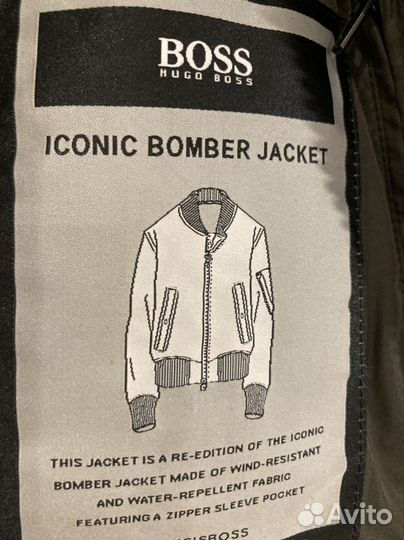 BOSS
HUGO BOSS
ICONIC BOMBER JACKET
THIS JACKET IS A RE-EDITION OF THE ICONIC
BOMBER JACKET MADE OF WIND-RESISTANT
AND WATER-REPELLENT FABRIC
FEATURING A ZIPPER SLEEVE POCKET
Avito